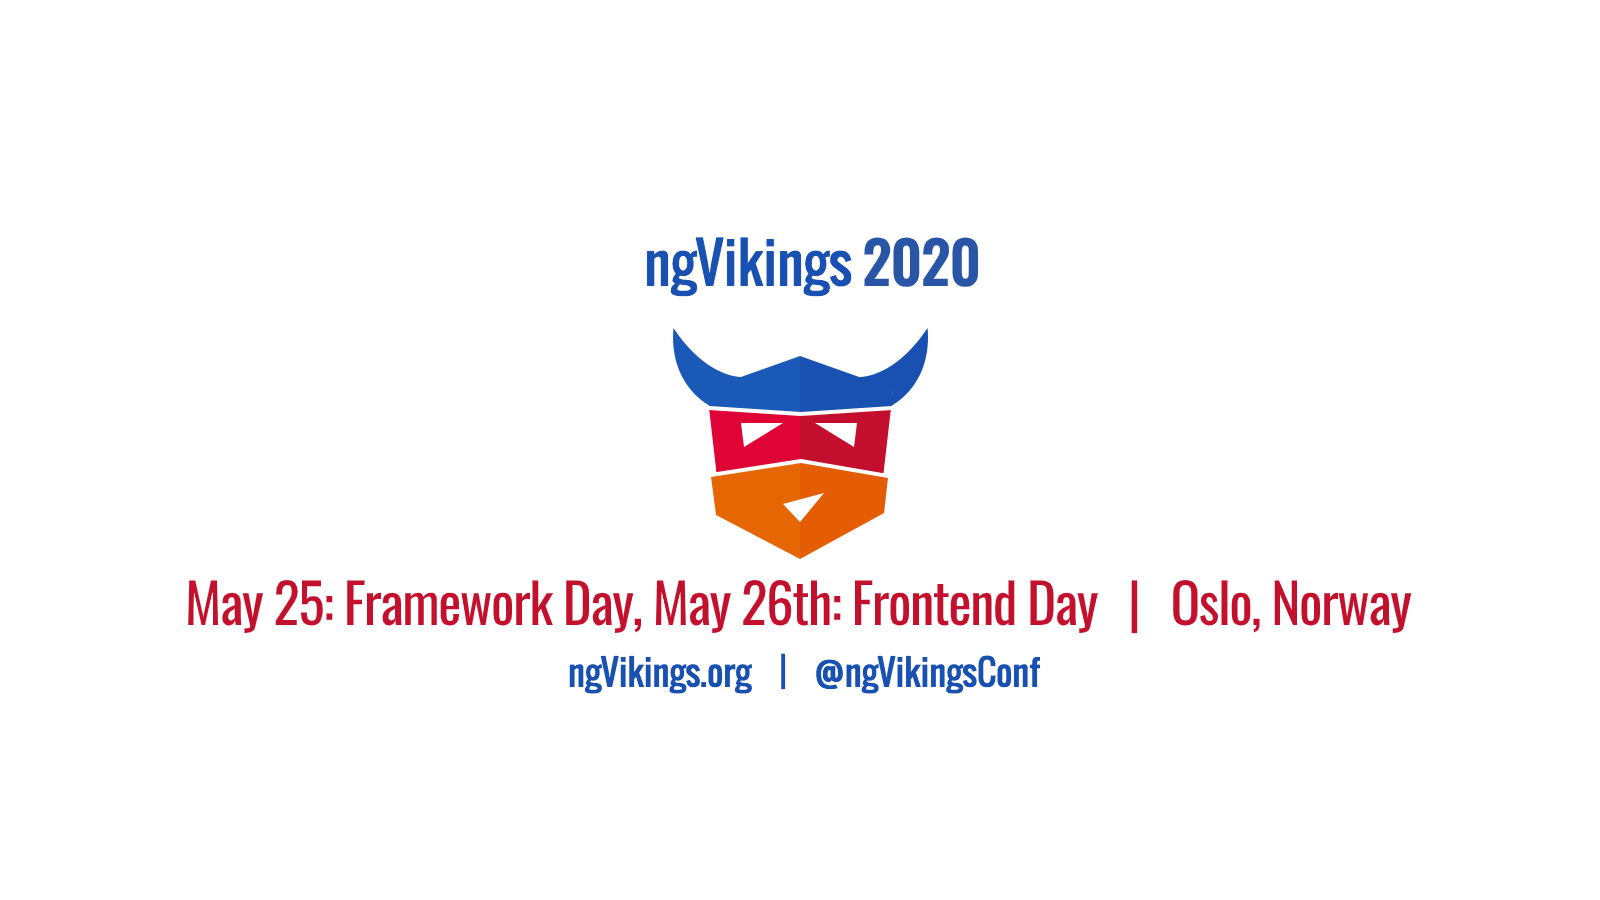 ngVikings 2020
May 25: Framework Day, May 26th: Frontend Day | Oslo, Norway
ngVikings.org | @ngVikingsConf